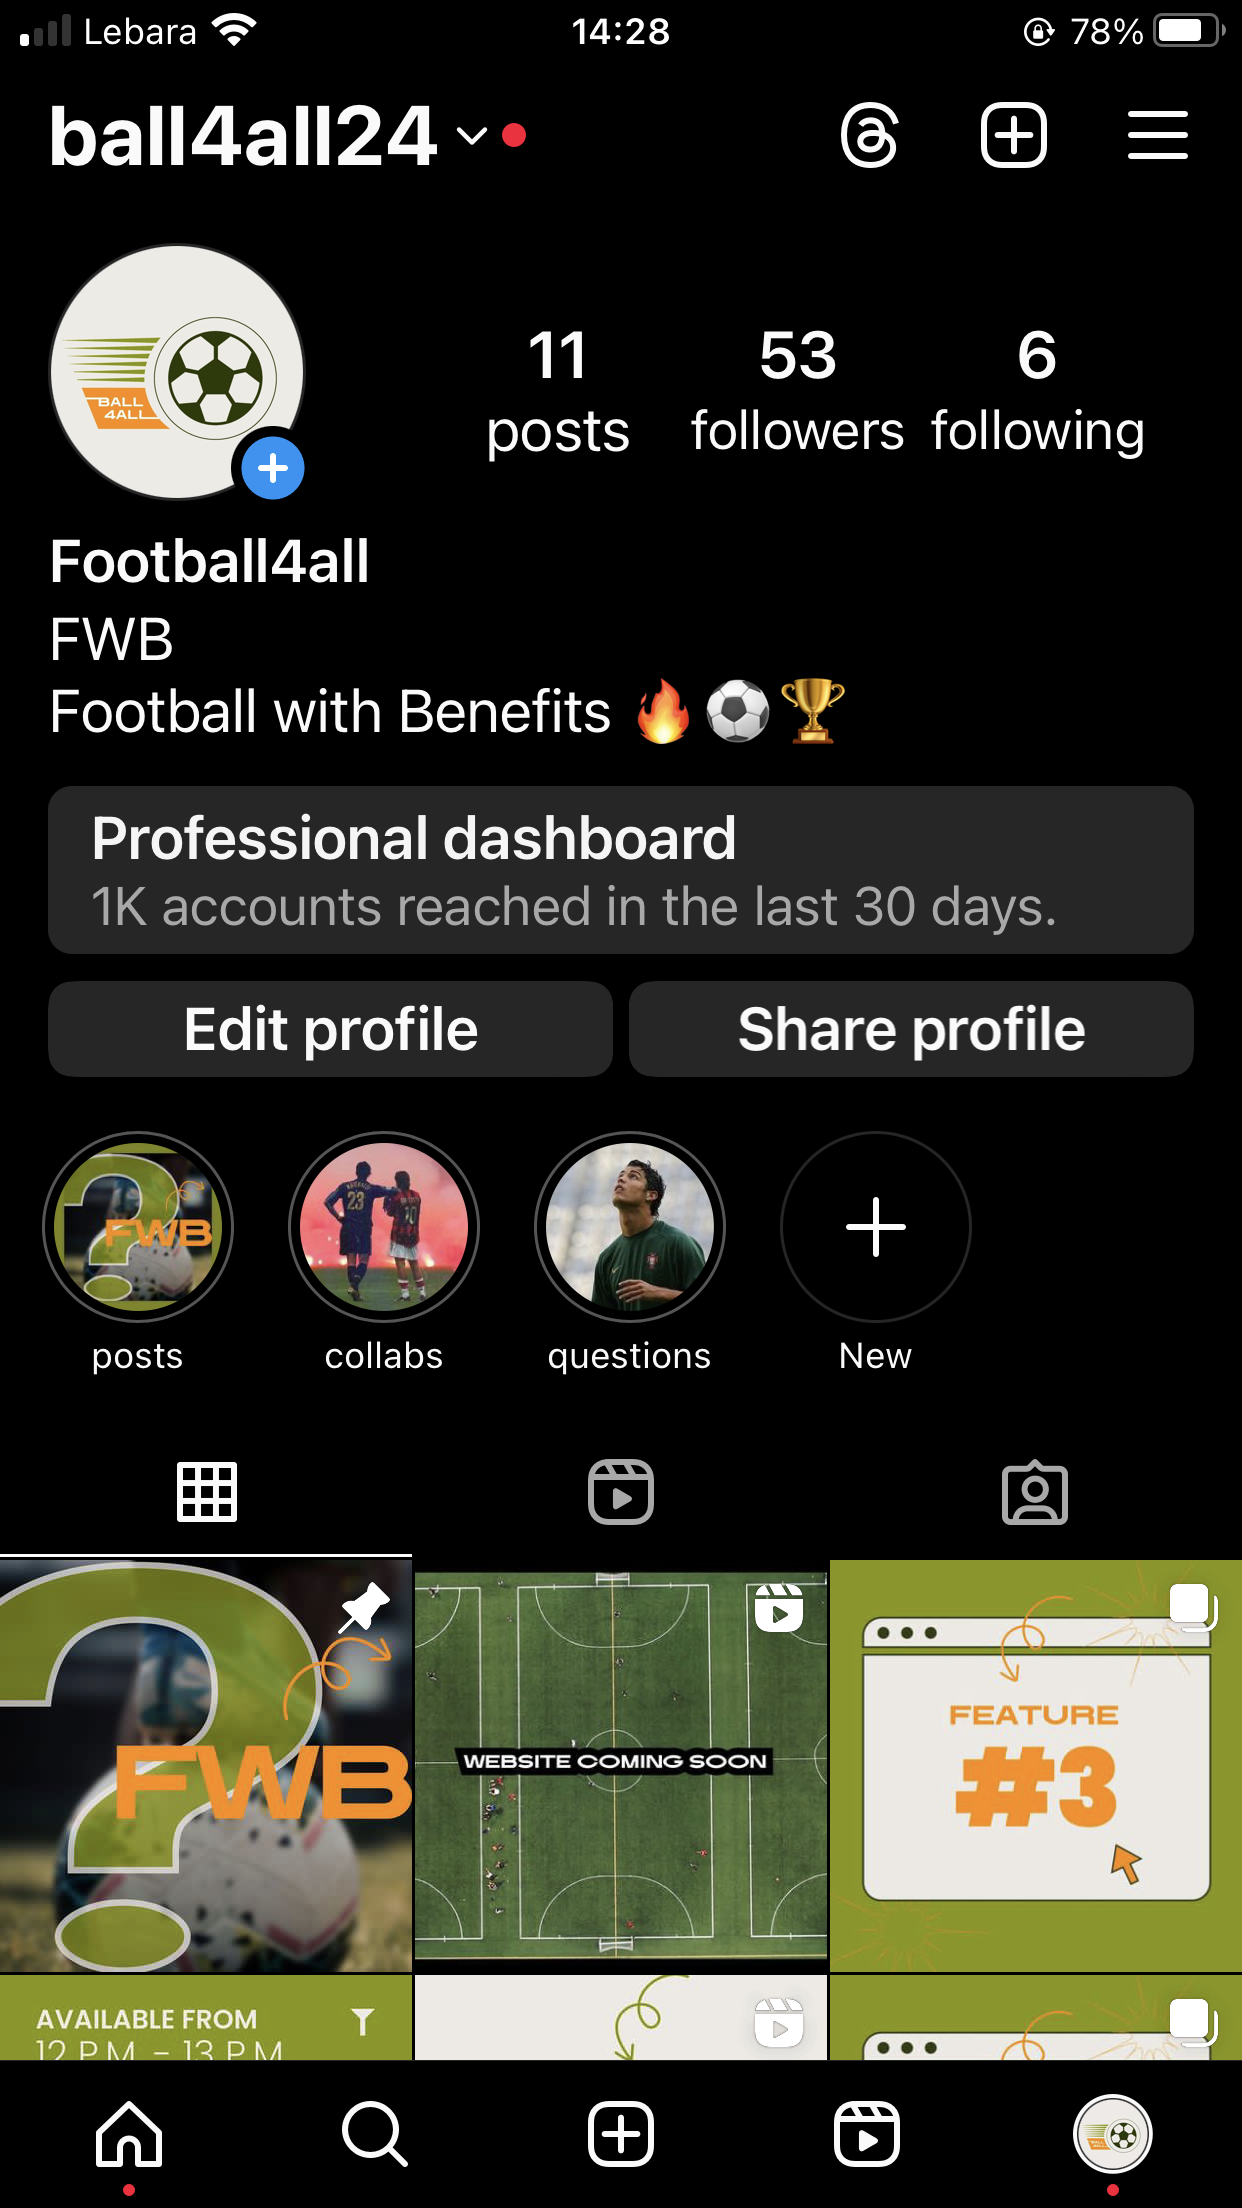 Lebara 14:28 78%
ball4all24
BALL
4ALL
11 53 6
posts followers following
Football4all
FWB
Football with Benefits 🔥⚽🏆
Professional dashboard
1K accounts reached in the last 30 days.
Edit profile Share profile
FWB
23
10
posts collabs questions New
FWB
WEBSITE COMING SOON
FEATURE
#3
AVAILABLE FROM
12 P.M. – 13 P.M.